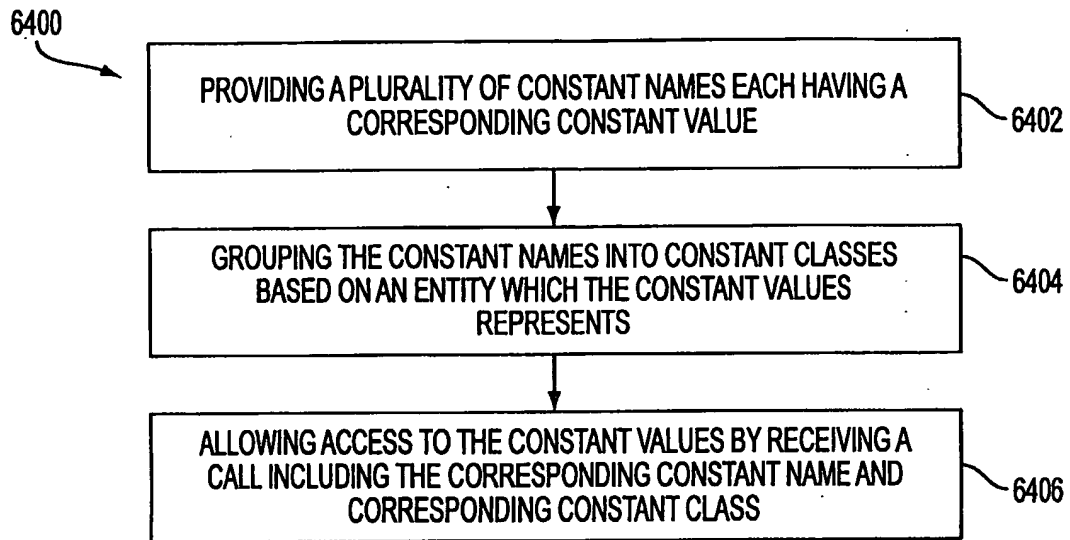 6400
PROVIDING A PLURALITY OF CONSTANT NAMES EACH HAVING A
CORRESPONDING CONSTANT VALUE
6402
GROUPING THE CONSTANT NAMES INTO CONSTANT CLASSES
BASED ON AN ENTITY WHICH THE CONSTANT VALUES
REPRESENTS
6404
ALLOWING ACCESS TO THE CONSTANT VALUES BY RECEIVING A
CALL INCLUDING THE CORRESPONDING CONSTANT NAME AND
CORRESPONDING CONSTANT CLASS
6406